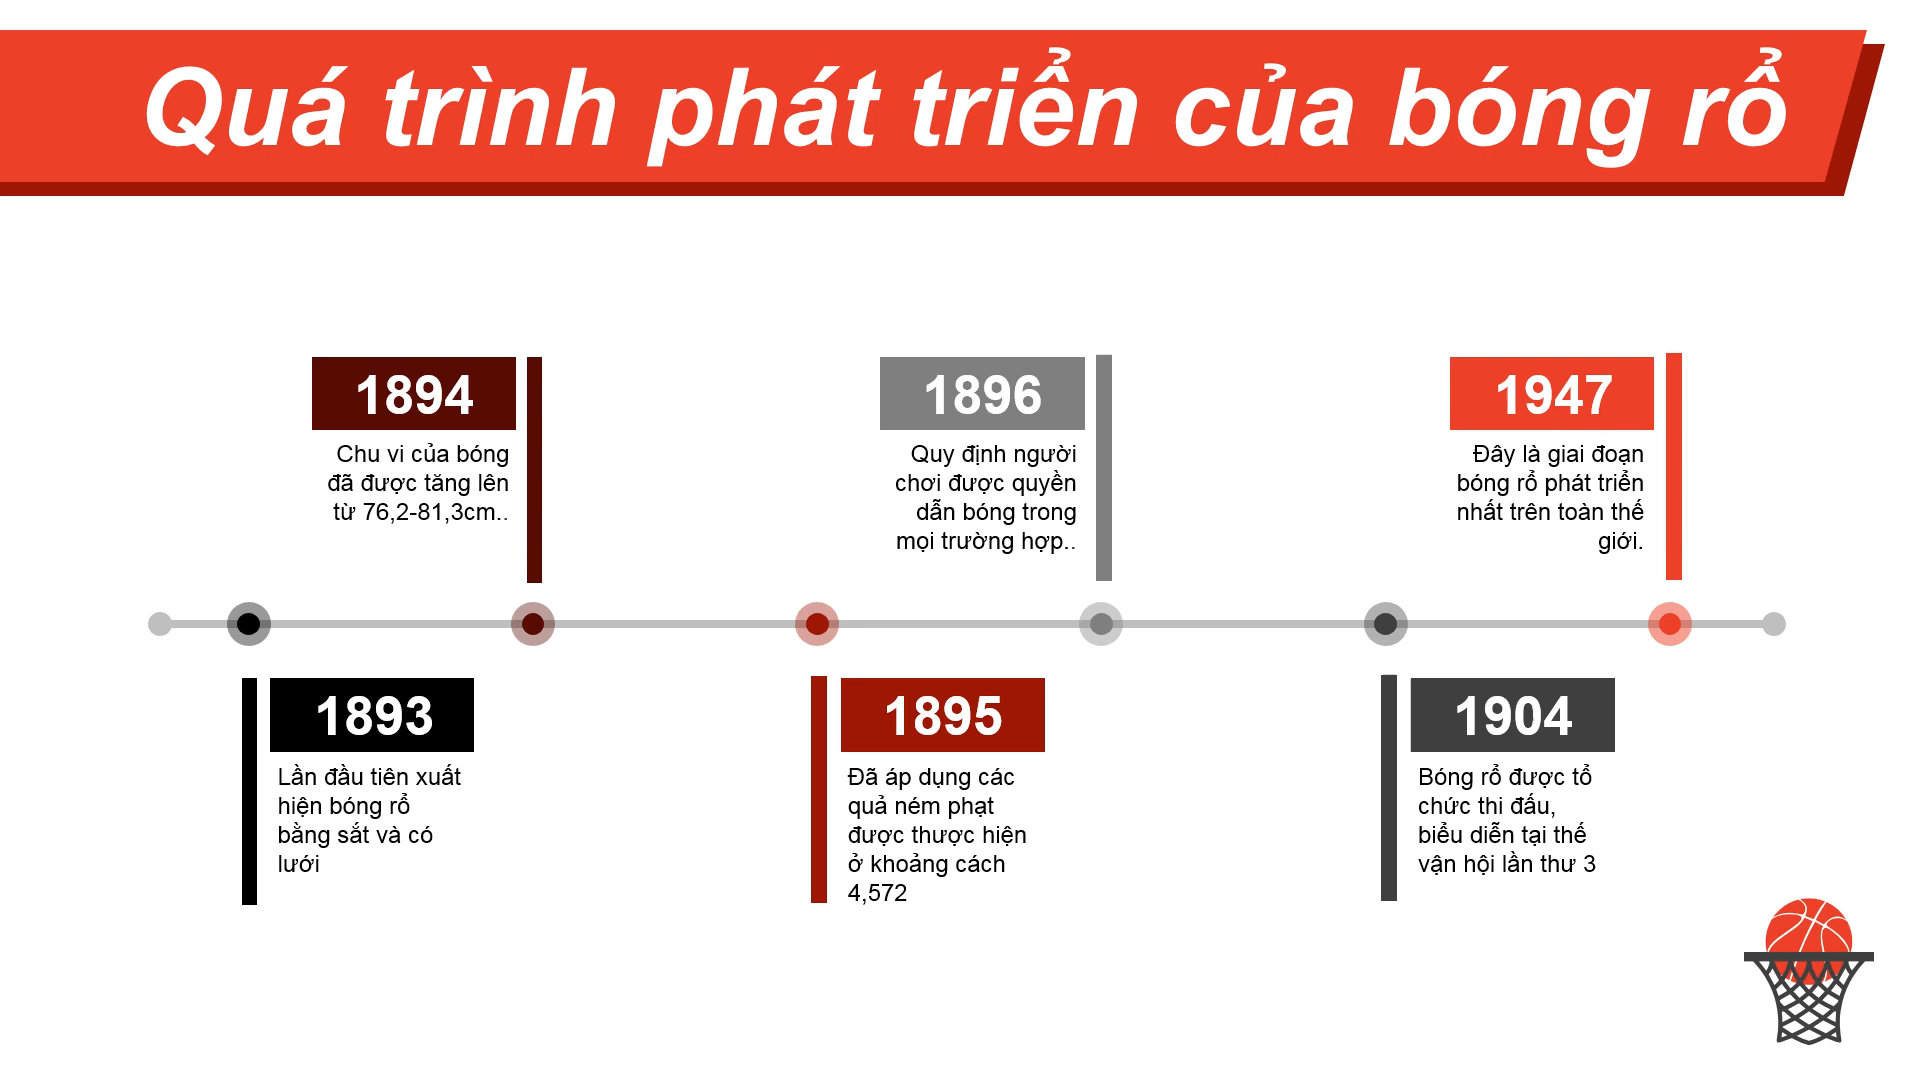 Quá trình phát triển của bóng rổ
1894
Chu vi của bóng
đã được tăng lên
từ 76,2-81,3cm..
1896
Quy định người
chơi được quyền
dẫn bóng trong
mọi trường hợp..
1947
Đây là giai đoạn
bóng rổ phát triển
nhất trên toàn thế
giới.
1893
Lần đầu tiên xuất
hiện bóng rổ
bằng sắt và có
lưới
1895
Đã áp dụng các
quả ném phạt
được thược hiện
ở khoảng cách
4,572
1904
Bóng rổ được tổ
chức thi đấu,
biểu diễn tại thế
vận hội lần thư 3